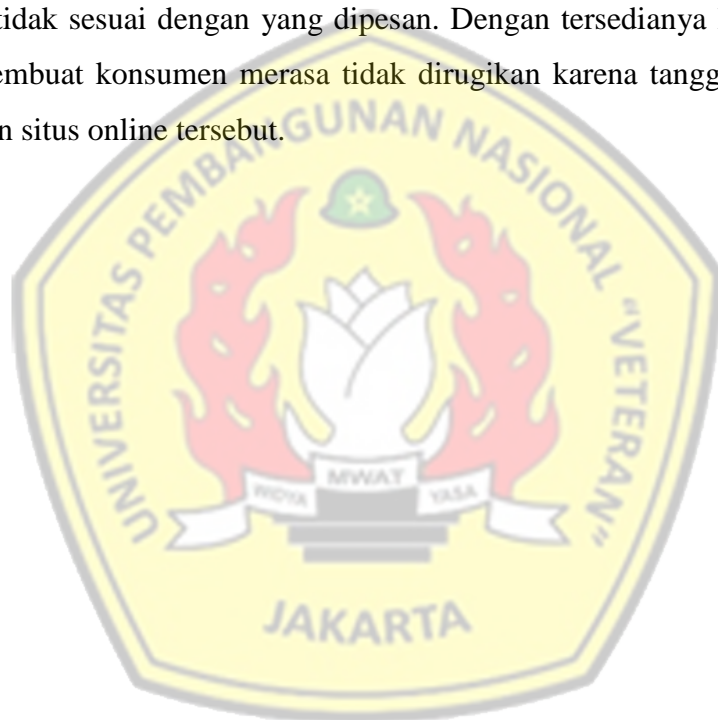 tidak sesuai dengan yang dipesan. Dengan tersedianya
embuat konsumen merasa tidak dirugikan karena tangg
n situs online tersebut.
UNIVERSITAS PEMBANGUNAN NASIONAL "VETERAN"
WIDYA MWAT YASA
JAKARTA